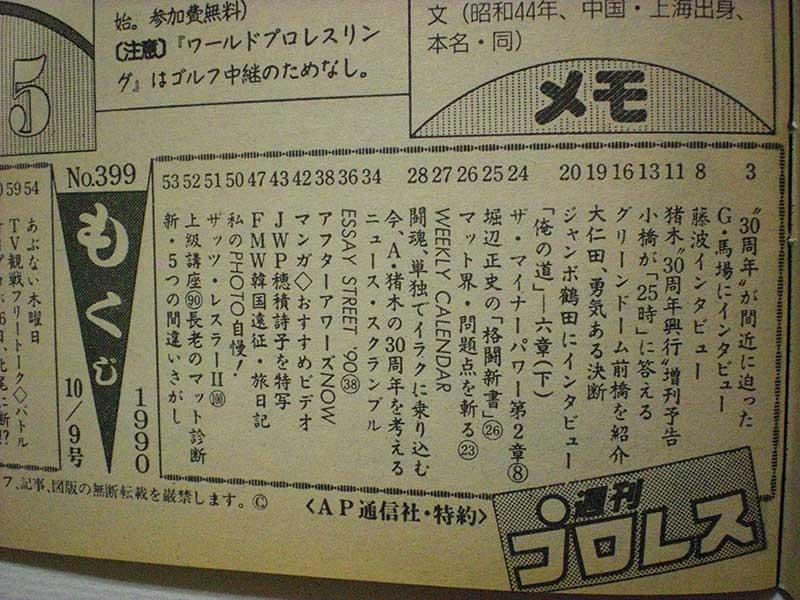 始。参加費無料)
〔注意〕『ワールドプロレスリン
グ』はゴルフ中継のためなし。
文(昭和44年、中国・上海出身、
本名・同)
5
メモ
3 “30周年”が間近に迫った
G・馬場にインタビュー
8 藤波インタビュー
11 猪木“30周年興行”増刊予告
13 小橋が「25時」に答える
16 グリーンドーム前橋を紹介
19 大仁田、勇気ある決断
20 ジャンボ鶴田にインタビュー
「俺の道」―六章(下)
24 ザ・マイナーパワー第2章⑧
25 堀辺正史の「格闘新書」㉖
26 マット界・問題点を斬る㉓
27 WEEKLY CALENDAR
28 闘魂、単独でイラクに乗り込む
今、A・猪木の30周年を考える
34 ニュース・スクランブル
36 ESSAY STREET '90㊳
38 アフターアワーズNOW
42 マンガ◇おすすめビデオ
43 JWP穂積詩子を特写
47 FMW韓国遠征・旅日記
50 私のPHOTO自慢!
51 ザッツ・レスラーII(100)
52 上級講座(90)長老のマット診断
53 新・5つの間違いさがし
No.399
もくじ
1990
10/9号
54 あぶない木曜日
59 TV観戦フリートーク◇バトル
記事、図版の無断転載を厳禁します。©
〈AP通信社・特約〉
週刊
プロレス